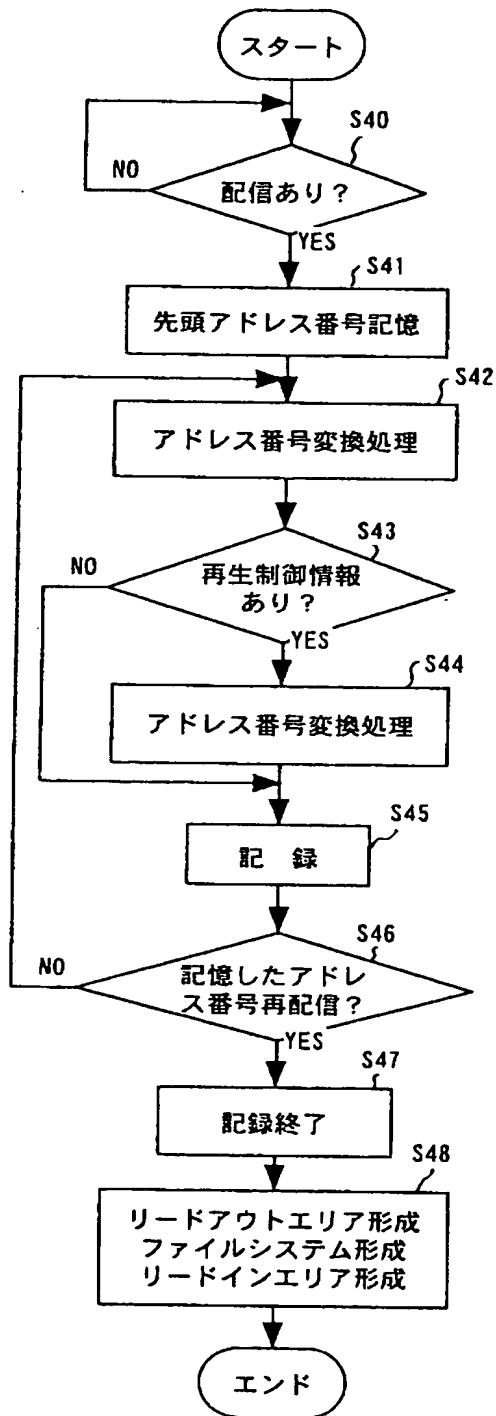 スタート
S40
NO
配信あり？
YES
S41
先頭アドレス番号記憶
S42
アドレス番号変換処理
S43
NO
再生制御情報
あり？
YES
S44
アドレス番号変換処理
S45
記　録
S46
NO
記憶したアドレ
ス番号再配信？
YES
S47
記録終了
S48
リードアウトエリア形成
ファイルシステム形成
リードインエリア形成
エンド